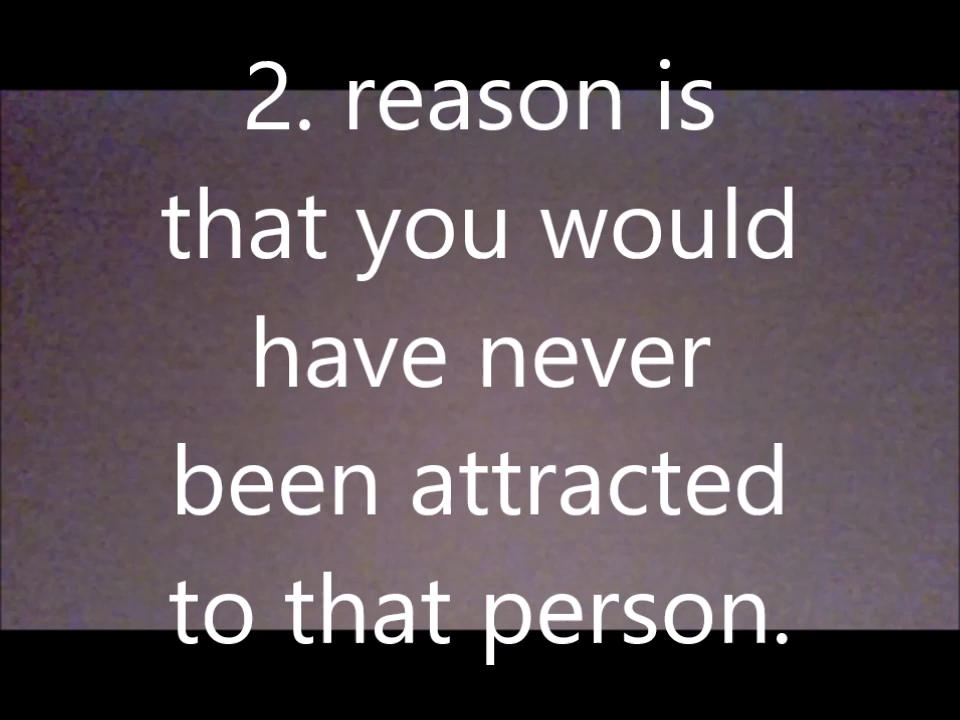 2. reason is
that you would
have never
been attracted
to that person.